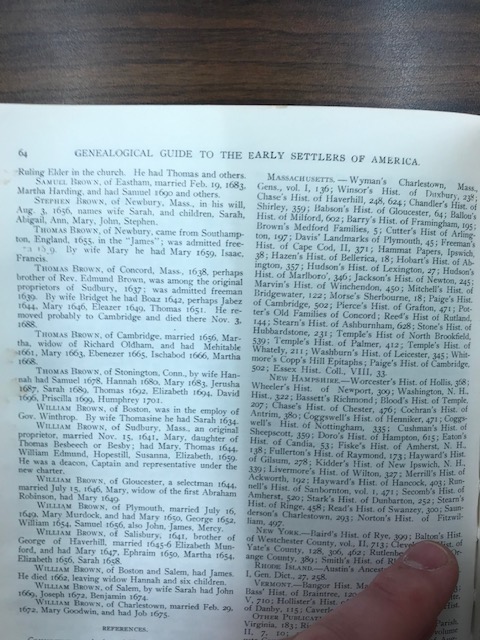 64 GENEALOGICAL GUIDE TO THE EARLY SETTLERS OF AMERICA.
Ruling Elder in the church. He had Thomas and others.
SAMUEL BROWN, of Eastham, married Feb. 19, 1683,
Martha Harding, and had Samuel 1690 and others.
STEPHEN BROWN, of Newbury, Mass., in his will,
Aug. 3, 1656, names wife Sarah, and children, Sarah,
Abigail, Ann, Mary, John, Stephen.
THOMAS BROWN, of Newbury, came from Southamp-
ton, England, 1655, in the "James"; was admitted free-
By wife Mary he had Mary 1659, Isaac,
Francis.
THOMAS BROWN, of Concord, Mass., 1638, perhaps
brother of Rev. Edmund Brown, was among the original
proprietors of Sudbury, 1637; was admitted freeman
1639. By wife Bridget he had Boaz 1642, perhaps Jabez
1644, Mary 1646, Eleazer 1649, Thomas 1651. He re-
moved probably to Cambridge and died there Nov. 3,
1688.
THOMAS BROWN, of Cambridge, married 1656, Mar-
tha, widow of Richard Oldham, and had Mehitable
1661, Mary 1663, Ebenezer 1665, Ischabod 1666, Martha
1668.
THOMAS BROWN, of Stonington, Conn., by wife Han-
nah had Samuel 1678, Hannah 1680, Mary 1683, Jerusha
1687, Sarah 1689, Thomas 1692, Elizabeth 1694, David
1696, Priscilla 1699, Humphrey 1701.
WILLIAM BROWN, of Boston, was in the employ of
Gov. Winthrop. By wife Thomasine he had Sarah 1634.
WILLIAM BROWN, of Sudbury, Mass., an original
proprietor, married Nov. 15, 1641, Mary, daughter of
Thomas Besbeech or Besby; had Mary, Thomas 1644,
William Edmund, Hopestill, Susanna, Elizabeth, 1659.
He was a deacon, Captain and representative under the
new charter.
WILLIAM BROWN, of Gloucester, a selectman 1644,
married July 15, 1646, Mary, widow of the first Abraham
Robinson, had Mary 1649.
WILLIAM BROWN, of Plymouth, married July 16,
1649, Mary Murdock, and had Mary 1650, George 1652,
William 1654, Samuel 1656, also John, James, Mercy.
WILLIAM BROWN, of Salisbury, 1641, brother of
George of Haverhill, married 1645-6 Elizabeth Mun-
ford, and had Mary 1647, Ephraim 1650, Martha 1654,
Elizabeth 1656, Sarah 1658.
WILLIAM BROWN, of Boston and Salem, had James.
He died 1662, leaving widow Hannah and six children.
WILLIAM BROWN, of Salem, by wife Sarah had John
1669, Joseph 1672, Benjamin 1674.
WILLIAM BROWN, of Charlestown, married Feb. 29,
1672, Mary Goodwin, and had Job 1675.
REFERENCES.
MASSACHUSETTS.—Wyman's Charlestown, Mass.,
Gens., vol. I, 136; Winsor's Hist. of Duxbury, 238;
Chase's Hist. of Haverhill, 248, 624; Chandler's Hist. of
Shirley, 359; Babson's Hist. of Gloucester, 64; Ballou's
Hist. of Milford, 602; Barry's Hist. of Framingham, 195;
Brown's Medford Families, 5; Cutter's Hist. of Arling-
ton, 197; Davis' Landmarks of Plymouth, 45; Freeman's
Hist. of Cape Cod, II, 371; Hammat Papers, Ipswich,
38; Hazen's Hist. of Bellerica, 18; Hobart's Hist. of Ab-
ington, 357; Hudson's Hist. of Lexington, 27; Hudson's
Hist. of Marlboro', 346; Jackson's Hist. of Newton, 245;
Marvin's Hist. of Winchendon, 450; Mitchell's Hist. of
Bridgewater, 122; Morse's Sherbourne, 18; Paige's Hist.
of Cambridge, 502; Pierce's Hist. of Grafton, 471; Pot-
ter's Old Families of Concord; Reed's Hist. of Rutland,
144; Stearn's Hist. of Ashburnham, 628; Stone's Hist. of
Hubbardstone, 231; Temple's Hist. of North Brookfield,
539; Temple's Hist. of Palmer, 412; Temple's Hist. of
Whately, 211; Washburn's Hist. of Leicester, 345; Whit-
more's Copp's Hill Epitaphs; Paige's Cambridge,
502; Essex Hist. Coll., VIII, 33.
NEW HAMPSHIRE.—Worcester's Hist. of Hollis, 368;
Wheeler's Hist. of Newport, 309; Washington, N. H.,
Hist., 322; Bassett's Richmond; Blood's Hist. of Temple,
207; Chase's Hist. of Chester, 476; Cochran's Hist. of
Antrim, 380; Coggswell's Hist. of Henniker, 471; Coggs-
well's Hist. of Nottingham, 335; Cushman's Hist. of
Sheepscott, 359; Doro's Hist. of Hampton, 615; Eaton's
Hist. of Candia, 53; Fiske's Hist. of Amherst, N. H.,
138; Fullerton's Hist. of Raymond, 173; Hayward's Hist.
of Gilsum, 278; Kidder's Hist. of New Ipswich, N. H.,
339; Livermore's Hist. of Wilton, 327; Merrill's Hist. of
Ackworth, 192; Hayward's Hist. of Hancock, 403; Run-
nell's Hist. of Sanbornton, vol. 1, 471; Secomb's Hist. of
Amherst, 520; Stark's Hist. of Dunbarton, 252; Stearn's
Hist. of Rindge, 458; Read's Hist. of Swanzey, 300; Saun-
derson's Charlestown, 293; Norton's Hist. of Fitzwil-
liam, 497.
NEW YORK.—Baird's Hist. of Rye, 399; Balton's Hist.
of Westchester County, vol. II, 713; Cleveland's Hist. of
Yate's County, 128, 306, 462; Ruttenber's
ange County, 389; Smith's Hist. of
RHODE ISLAND.—Austin's
I, Gen. Dict., 27, 258.
VERMONT.—Bangor Hist.
Bass' Hist. of Braintree,
V, 710; Hollister's Hist.
of Danby, 115;
OTHER
Virginia, 183;
II, 7, 10;